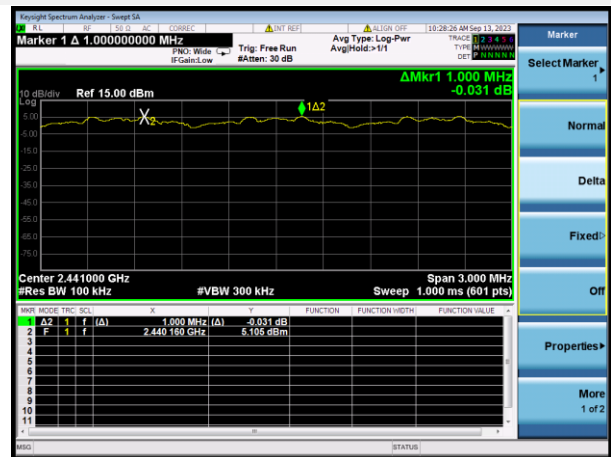 Keysight Spectrum Analyzer - Swept SA
RL RF 50 Ω AC CORREC INT REF ALIGN OFF 10:28:26 AM Sep 13, 2023
Marker 1 Δ 1.000000000 MHz
PNO: Wide
IFGain:Low
Trig: Free Run
#Atten: 30 dB
Avg Type: Log-Pwr
Avg|Hold:>1/1
TRACE 1 2 3 4 5 6
TYPE MWWWWW
DET P NNNNN
ΔMkr1 1.000 MHz
-0.031 dB
10 dB/div Ref 15.00 dBm
Log
5.00
-5.00
-15.0
-25.0
-35.0
-45.0
-55.0
-65.0
-75.0
X2
1Δ2
Center 2.441000 GHz
Span 3.000 MHz
#Res BW 100 kHz
#VBW 300 kHz
Sweep 1.000 ms (601 pts)
MKR MODE TRC SCL X Y FUNCTION FUNCTION WIDTH FUNCTION VALUE
1 Δ2 1 f (Δ) 1.000 MHz (Δ) -0.031 dB
2 F 1 f 2.440 160 GHz 5.105 dBm
3
4
5
6
7
8
9
10
11
MSG
STATUS
Marker
Select Marker
1
Normal
Delta
Fixed
Off
Properties
More
1 of 2